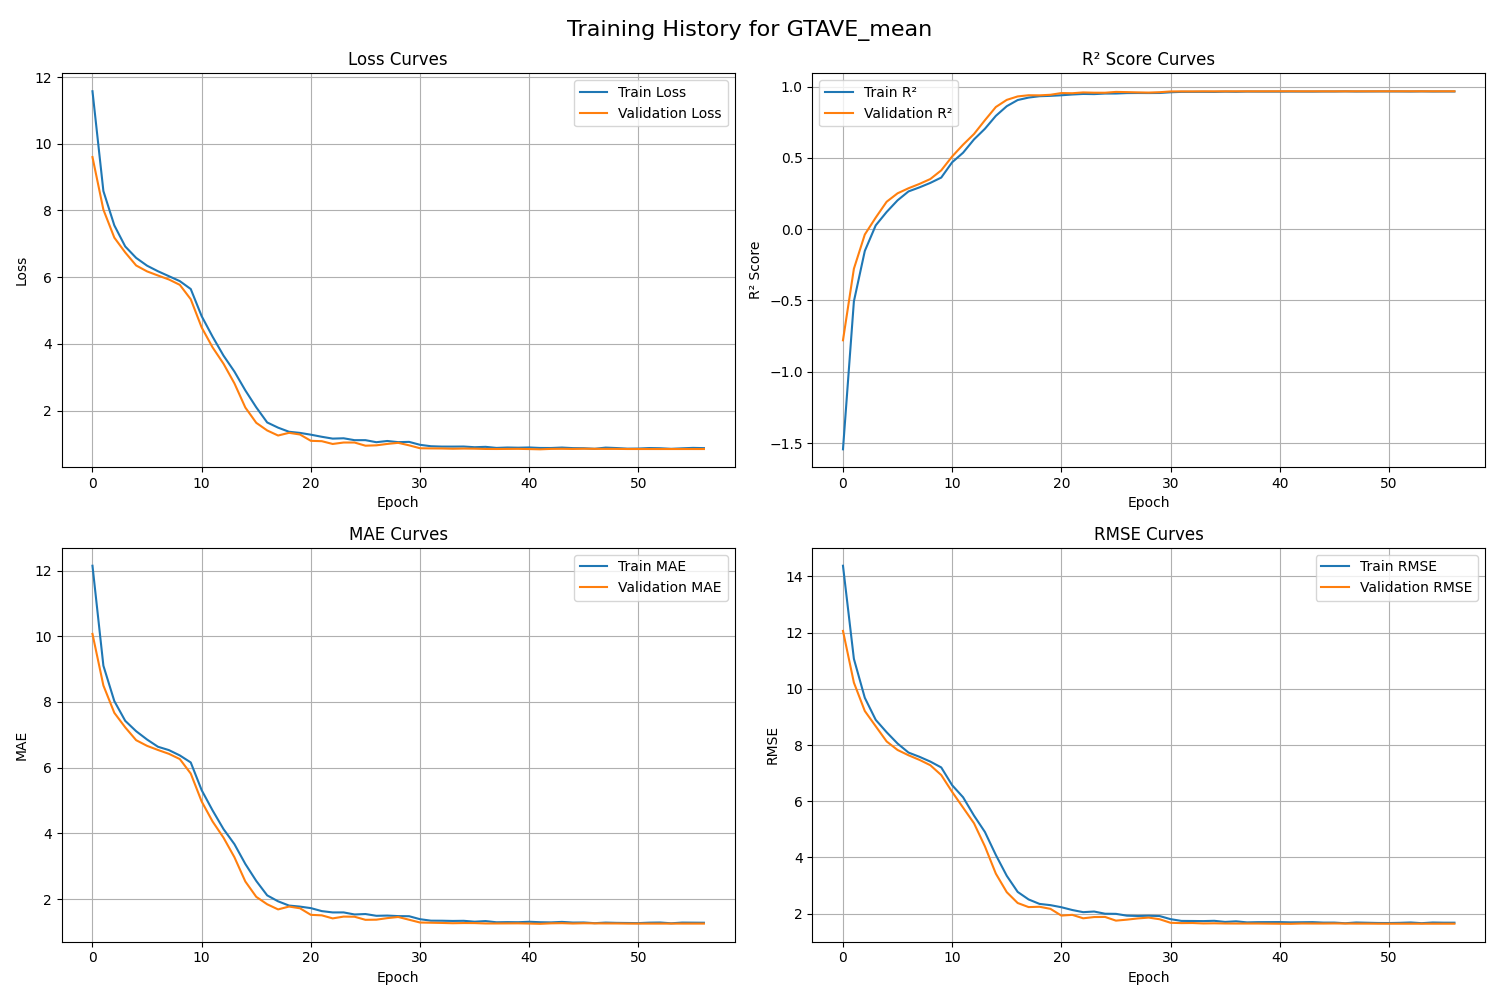 Training History for GTAVE_mean
Loss Curves
12
10
8
6
4
2
Loss
0
10
20
30
40
50
Epoch
Train Loss
Validation Loss
R² Score Curves
1.0
0.5
0.0
−0.5
−1.0
−1.5
R² Score
0
10
20
30
40
50
Epoch
Train R²
Validation R²
MAE Curves
12
10
8
6
4
2
MAE
0
10
20
30
40
50
Epoch
Train MAE
Validation MAE
RMSE Curves
14
12
10
8
6
4
2
RMSE
0
10
20
30
40
50
Epoch
Train RMSE
Validation RMSE